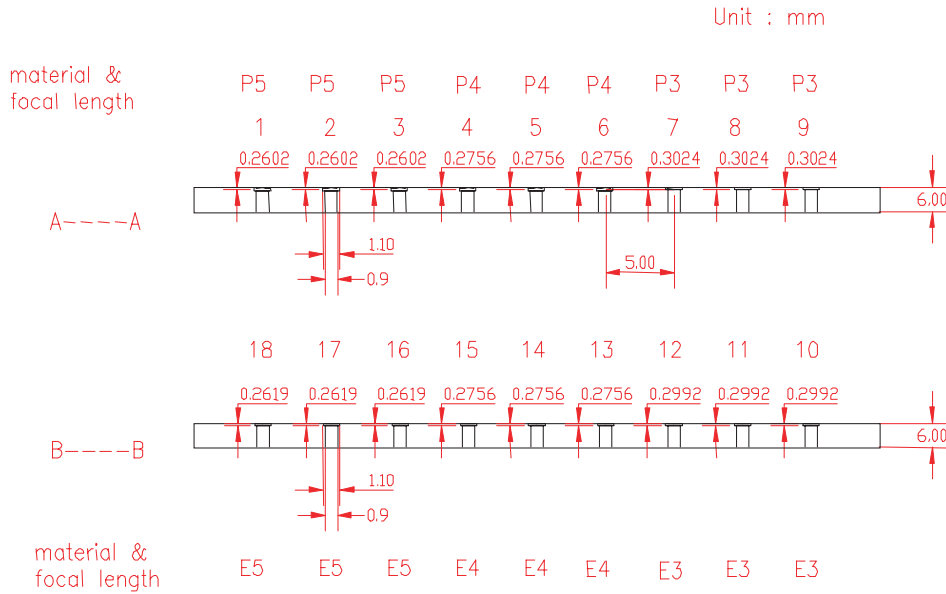 Unit : mm
material &
focal length
P5 P5 P5 P4 P4 P4 P3 P3 P3
1 2 3 4 5 6 7 8 9
0.2602 0.2602 0.2602 0.2756 0.2756 0.2756 0.3024 0.3024 0.3024
6.00
A----A
1.10
5.00
0.9
18 17 16 15 14 13 12 11 10
0.2619 0.2619 0.2619 0.2756 0.2756 0.2756 0.2992 0.2992 0.2992
6.00
B----B
1.10
0.9
material &
focal length
E5 E5 E5 E4 E4 E4 E3 E3 E3